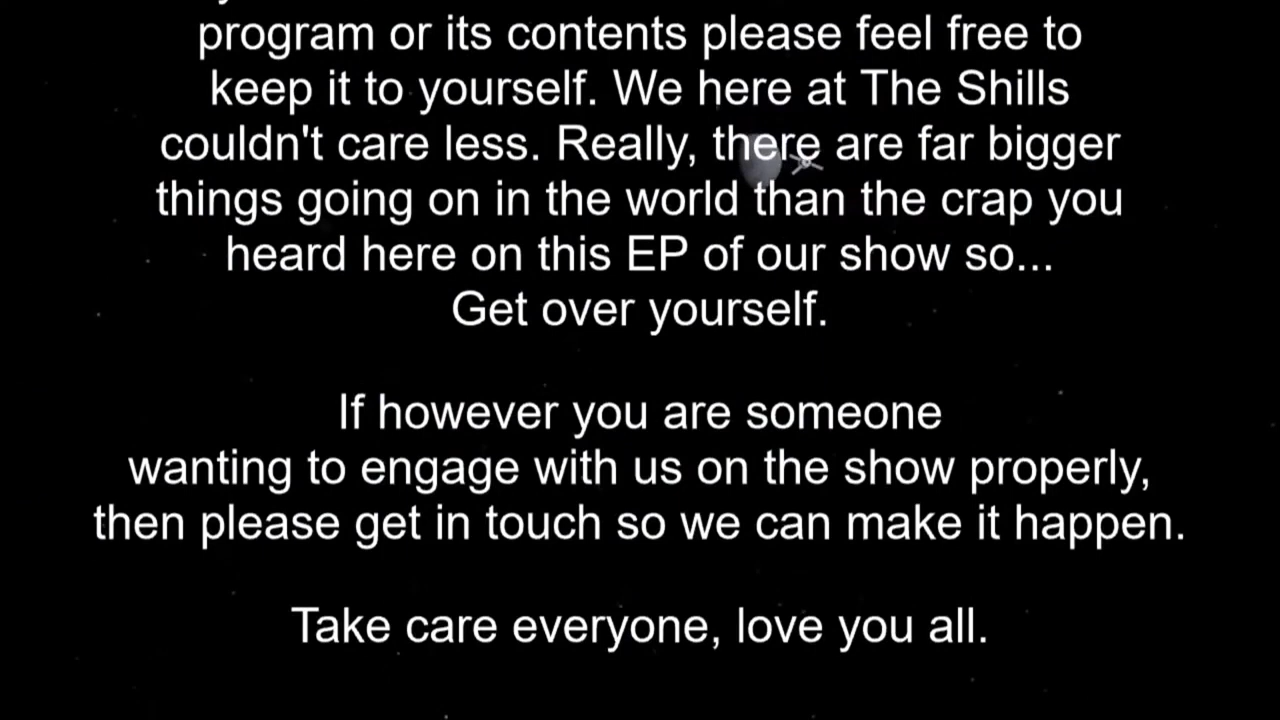 program or its contents please feel free to
keep it to yourself. We here at The Shills
couldn't care less. Really, there are far bigger
things going on in the world than the crap you
heard here on this EP of our show so...
Get over yourself.
If however you are someone
wanting to engage with us on the show properly,
then please get in touch so we can make it happen.
Take care everyone, love you all.